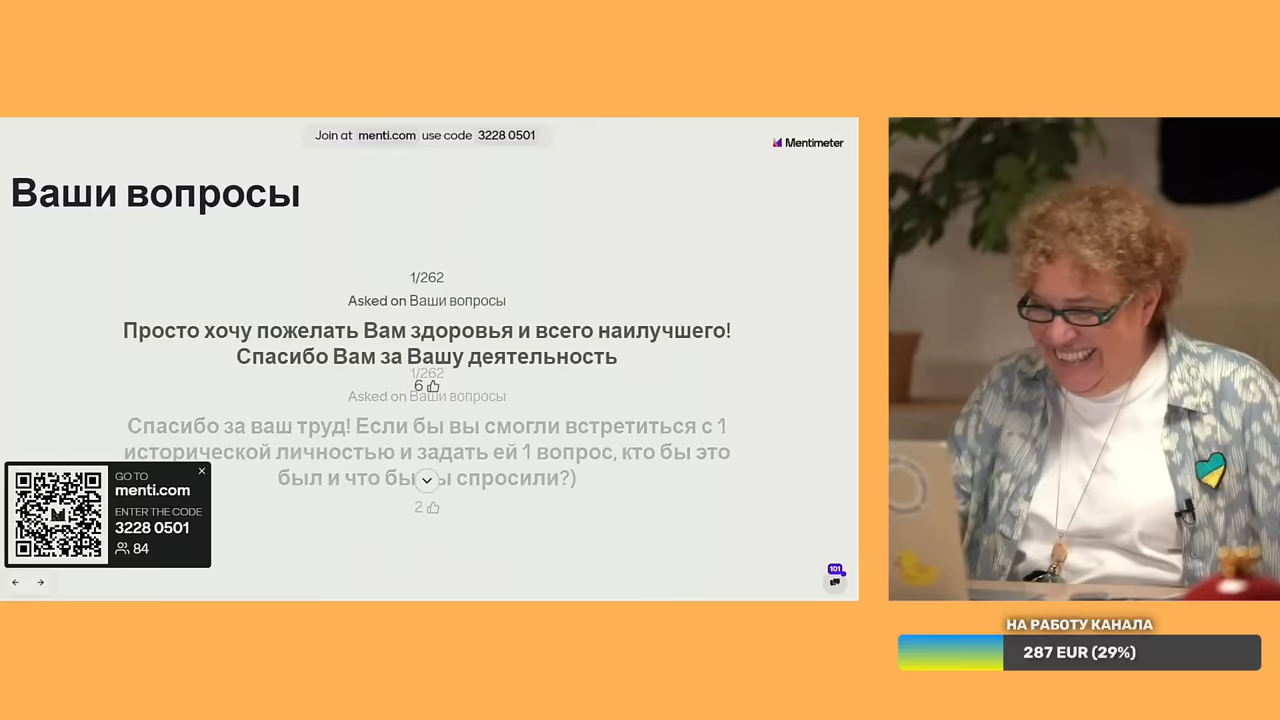 Join at menti.com use code 3228 0501
Mentimeter
Ваши вопросы
1/262
Asked on Ваши вопросы
Просто хочу пожелать Вам здоровья и всего наилучшего!
Спасибо Вам за Вашу деятельность
1/262
6
Asked on Ваши вопросы
Спасибо за ваш труд! Если бы вы смогли встретиться с 1
исторической личностью и задать ей 1 вопрос, кто бы это
был и что бы спросили?)
2
GO TO
menti.com
ENTER THE CODE
3228 0501
84
101
НА РАБОТУ КАНАЛА
287 EUR (29%)